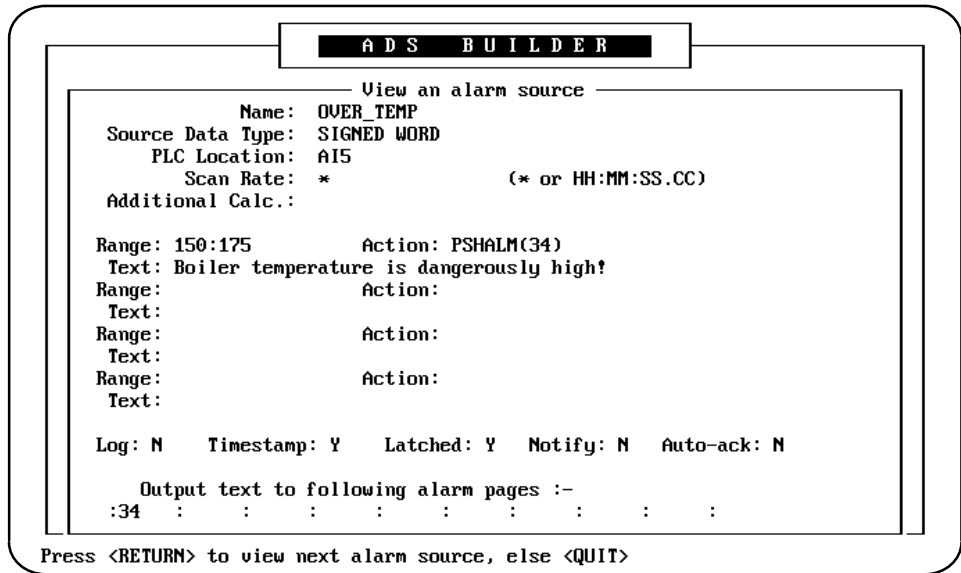 ADS BUILDER
View an alarm source
Name: OVER_TEMP
Source Data Type: SIGNED WORD
PLC Location: AI5
Scan Rate: * (* or HH:MM:SS.CC)
Additional Calc.:
Range: 150:175 Action: PSHALM(34)
Text: Boiler temperature is dangerously high!
Range: Action:
Text:
Range: Action:
Text:
Range: Action:
Text:
Log: N Timestamp: Y Latched: Y Notify: N Auto-ack: N
Output text to following alarm pages :-
:34 : : : : : : : : :
Press <RETURN> to view next alarm source, else <QUIT>